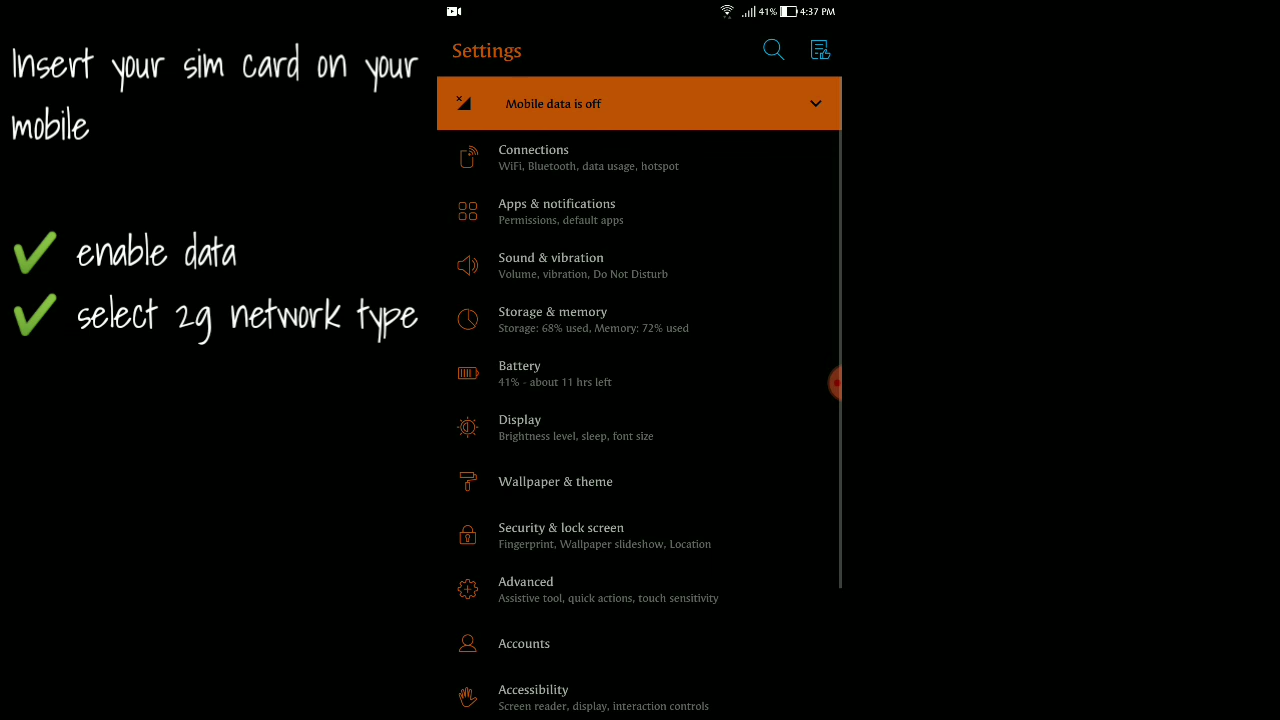 Insert your sim card on your
mobile
✔ enable data
✔ select 2g network type
41% 4:37 PM
Settings
Mobile data is off
Connections
WiFi, Bluetooth, data usage, hotspot
Apps & notifications
Permissions, default apps
Sound & vibration
Volume, vibration, Do Not Disturb
Storage & memory
Storage: 68% used, Memory: 72% used
Battery
41% - about 11 hrs left
Display
Brightness level, sleep, font size
Wallpaper & theme
Security & lock screen
Fingerprint, Wallpaper slideshow, Location
Advanced
Assistive tool, quick actions, touch sensitivity
Accounts
Accessibility
Screen reader, display, interaction controls